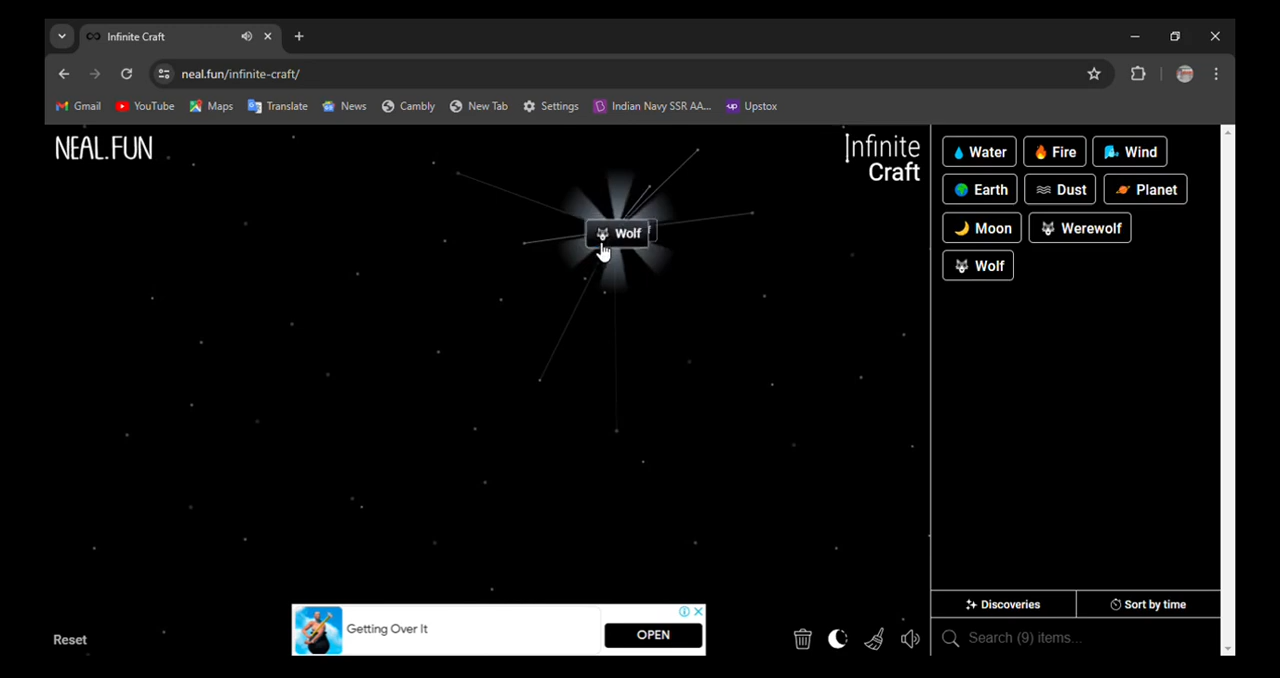 Infinite Craft
neal.fun/infinite-craft/
Gmail YouTube Maps Translate News Cambly New Tab Settings Indian Navy SSR AA... Upstox
NEAL.FUN
Infinite
Craft
Wolf
Water Fire Wind
Earth Dust Planet
Moon Werewolf
Wolf
Discoveries Sort by time
Search (9) items...
Getting Over It
OPEN
Reset